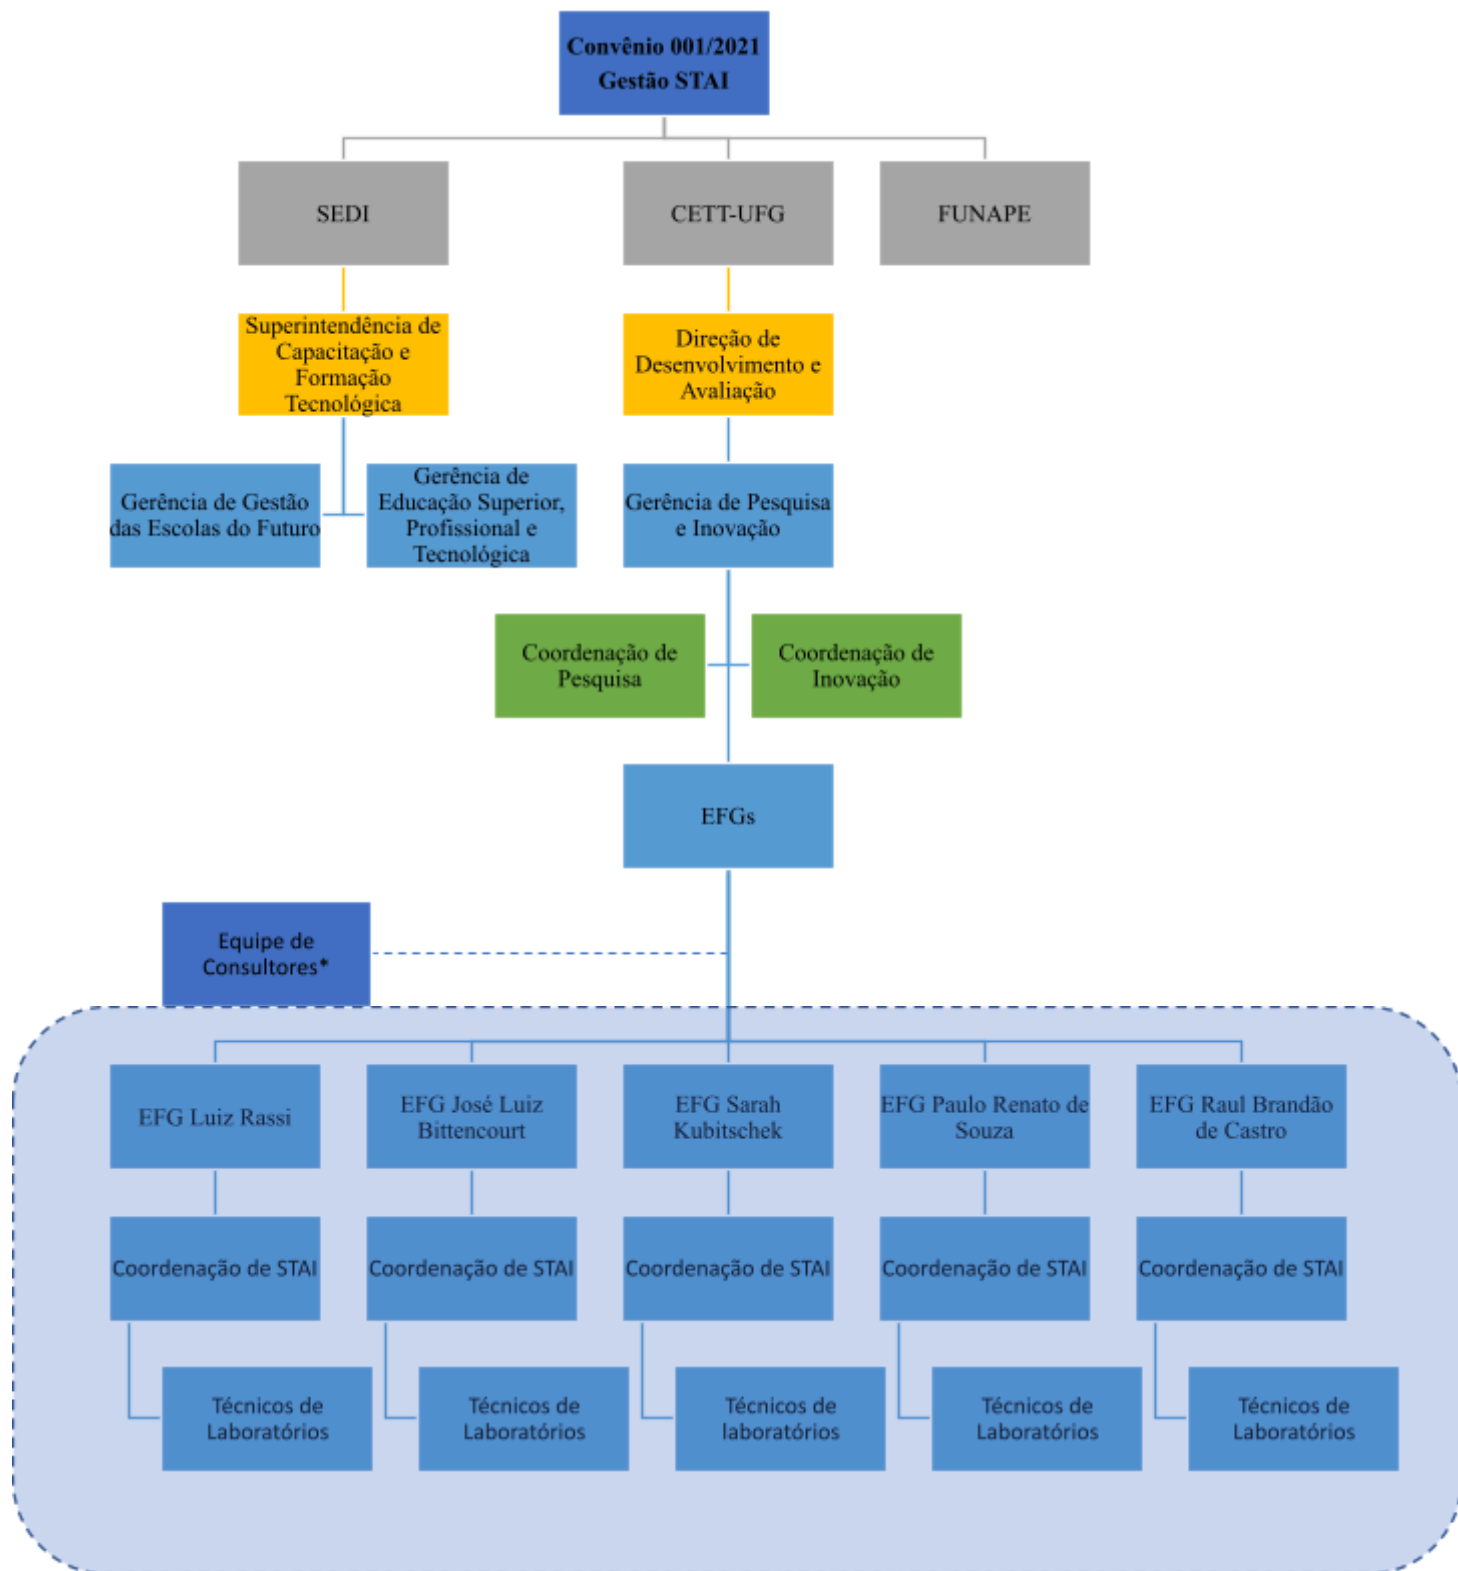 Convênio 001/2021
Gestão STAI
SEDI
CETT-UFG
FUNAPE
Superintendência de
Capacitação e
Formação
Tecnológica
Direção de
Desenvolvimento e
Avaliação
Gerência de Gestão
das Escolas do Futuro
Gerência de
Educação Superior,
Profissional e
Tecnológica
Gerência de Pesquisa
e Inovação
Coordenação de
Pesquisa
Coordenação de
Inovação
EFGs
Equipe de
Consultores*
EFG Luiz Rassi
EFG José Luiz
Bittencourt
EFG Sarah
Kubitschek
EFG Paulo Renato de
Souza
EFG Raul Brandão
de Castro
Coordenação de STAI
Coordenação de STAI
Coordenação de STAI
Coordenação de STAI
Coordenação de STAI
Técnicos de
Laboratórios
Técnicos de
Laboratórios
Técnicos de
laboratórios
Técnicos de
Laboratórios
Técnicos de
Laboratórios